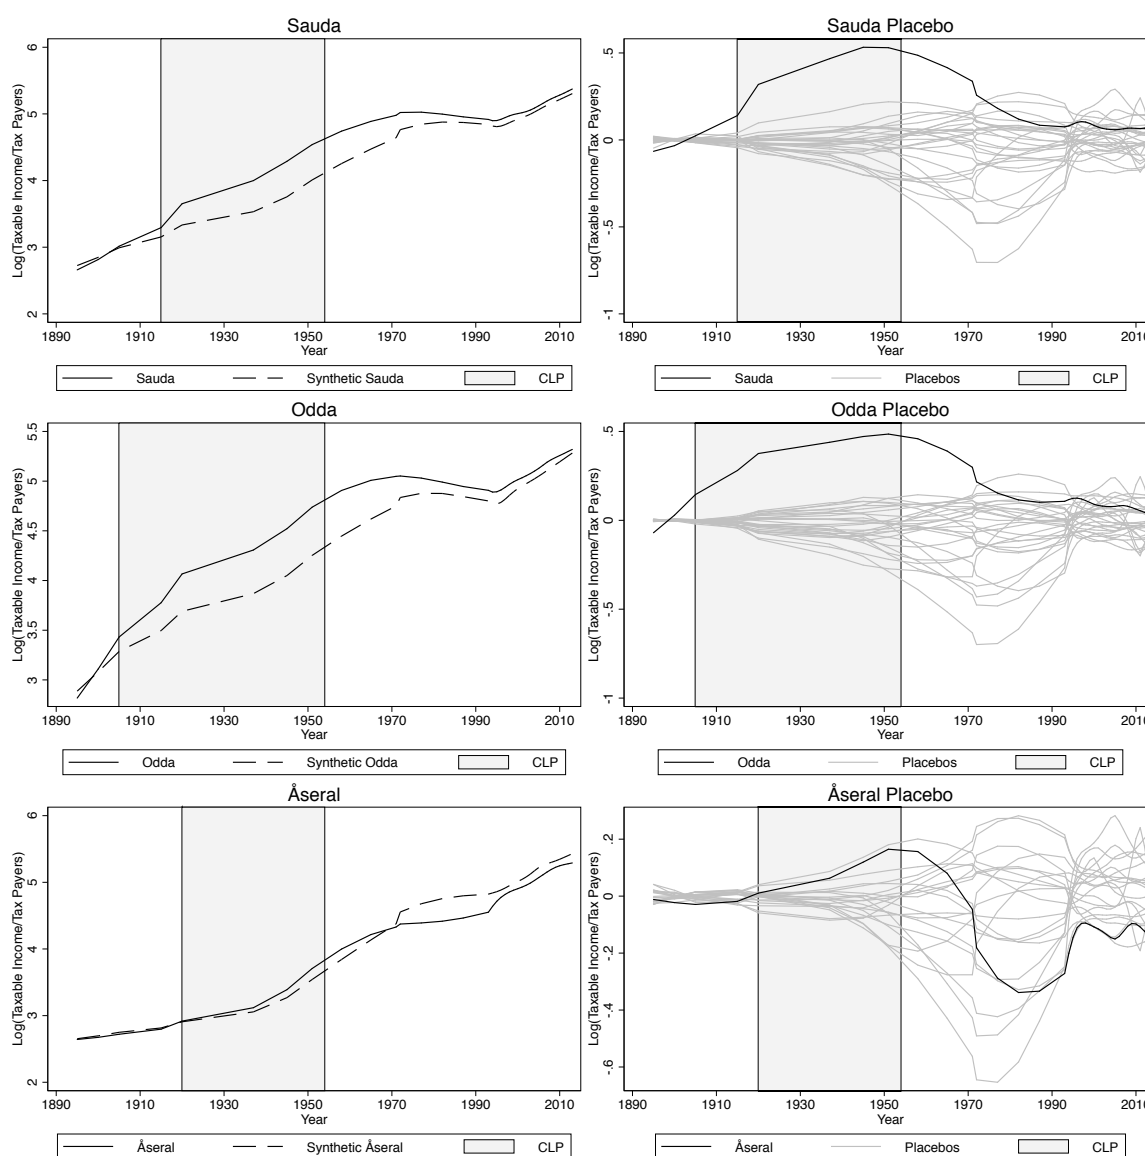 Sauda
Log(Taxable Income/Tax Payers)
6
5
4
3
2
1890 1910 1930 1950 1970 1990 2010
Year
Sauda Synthetic Sauda CLP
Sauda Placebo
Log(Taxable Income/Tax Payers)
.5
0
-.5
-1
1890 1910 1930 1950 1970 1990 2010
Year
Sauda Placebos CLP
Odda
Log(Taxable Income/Tax Payers)
5.5
5
4.5
4
3.5
3
1890 1910 1930 1950 1970 1990 2010
Year
Odda Synthetic Odda CLP
Odda Placebo
Log(Taxable Income/Tax Payers)
.5
0
-.5
-1
1890 1910 1930 1950 1970 1990 2010
Year
Odda Placebos CLP
Åseral
Log(Taxable Income/Tax Payers)
6
5
4
3
2
1890 1910 1930 1950 1970 1990 2010
Year
Åseral Synthetic Åseral CLP
Åseral Placebo
Log(Taxable Income/Tax Payers)
.2
0
-.2
-.4
-.6
1890 1910 1930 1950 1970 1990 2010
Year
Åseral Placebos CLP